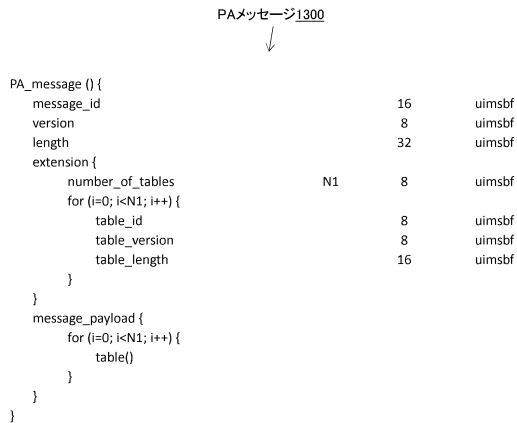 PAメッセージ1300
PA_message () {
message_id 16 uimsbf
version 8 uimsbf
length 32 uimsbf
extension {
number_of_tables N1 8 uimsbf
for (i=0; i<N1; i++) {
table_id 8 uimsbf
table_version 8 uimsbf
table_length 16 uimsbf
}
}
message_payload {
for (i=0; i<N1; i++) {
table()
}
}
}